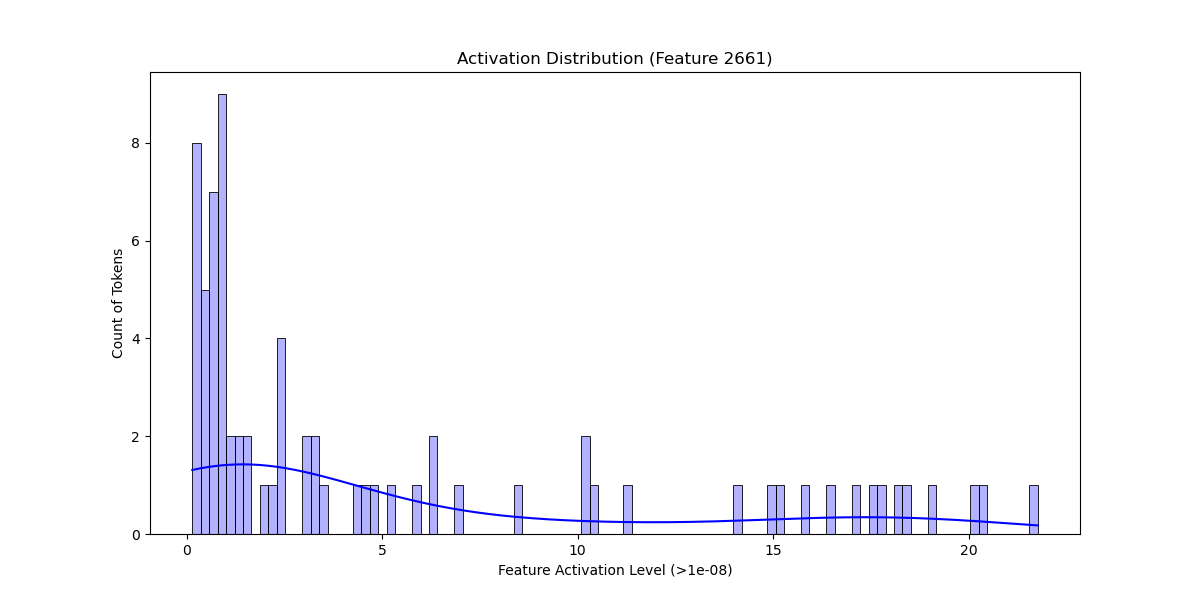 Activation Distribution (Feature 2661)
8
6
4
2
0
Count of Tokens
0 5 10 15 20
Feature Activation Level (>1e-08)